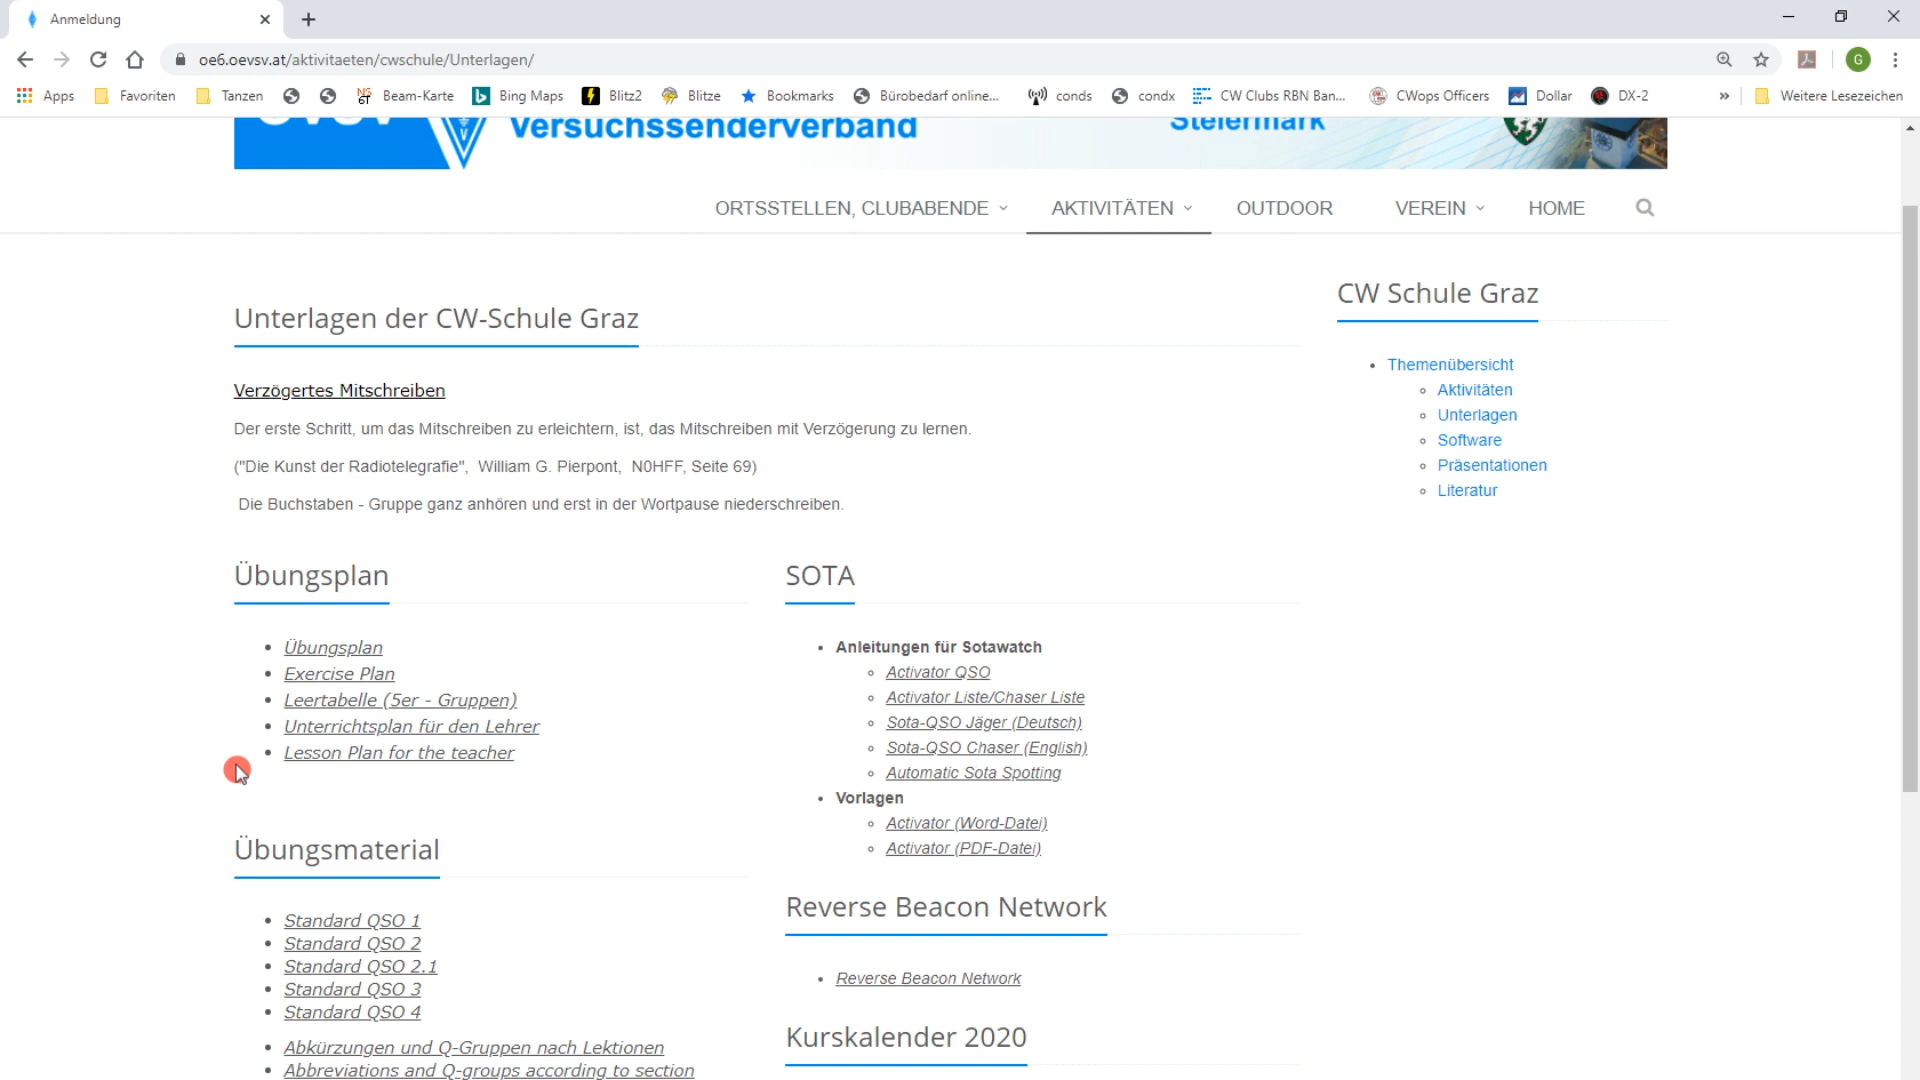 Anmeldung
oe6.oevsv.at/aktivitaeten/cwschule/Unterlagen/
G
Apps Favoriten Tanzen Beam-Karte Bing Maps Blitz2 Blitze Bookmarks Bürobedarf online... conds condx CW Clubs RBN Ban... CWops Officers Dollar DX-2 » Weitere Lesezeichen
Versuchssenderverband Steiermark
ORTSSTELLEN, CLUBABENDE AKTIVITÄTEN OUTDOOR VEREIN HOME
Unterlagen der CW-Schule Graz
Verzögertes Mitschreiben
Der erste Schritt, um das Mitschreiben zu erleichtern, ist, das Mitschreiben mit Verzögerung zu lernen.
("Die Kunst der Radiotelegrafie", William G. Pierpont, N0HFF, Seite 69)
Die Buchstaben - Gruppe ganz anhören und erst in der Wortpause niederschreiben.
Übungsplan
Übungsplan
Exercise Plan
Leertabelle (5er - Gruppen)
Unterrichtsplan für den Lehrer
Lesson Plan for the teacher
Übungsmaterial
Standard QSO 1
Standard QSO 2
Standard QSO 2.1
Standard QSO 3
Standard QSO 4
Abkürzungen und Q-Gruppen nach Lektionen
Abbreviations and Q-groups according to section
SOTA
Anleitungen für Sotawatch
Activator QSO
Activator Liste/Chaser Liste
Sota-QSO Jäger (Deutsch)
Sota-QSO Chaser (English)
Automatic Sota Spotting
Vorlagen
Activator (Word-Datei)
Activator (PDF-Datei)
Reverse Beacon Network
Reverse Beacon Network
Kurskalender 2020
CW Schule Graz
Themenübersicht
Aktivitäten
Unterlagen
Software
Präsentationen
Literatur